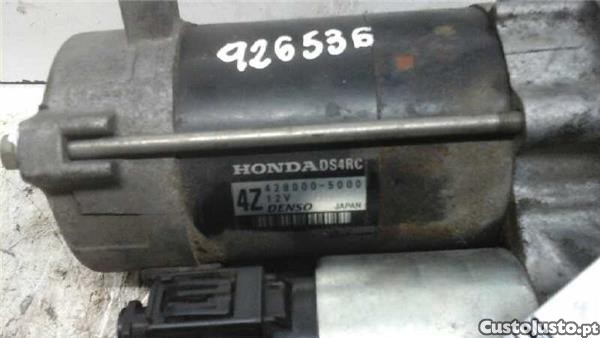 926536
HONDA DS4RC
4Z 428000-5000
12V
DENSO JAPAN
CustoJusto.pt